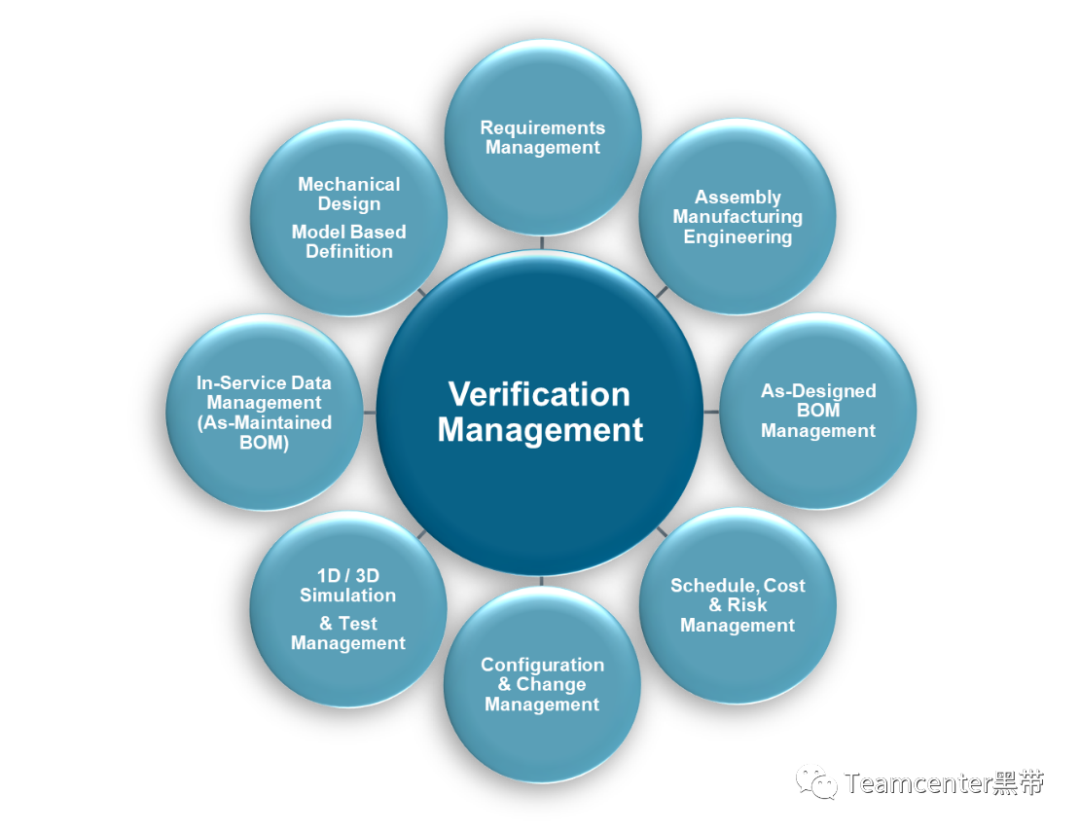 Requirements
Management
Assembly
Manufacturing
Engineering
As-Designed
BOM
Management
Schedule, Cost
& Risk
Management
Configuration
& Change
Management
1D / 3D
Simulation
& Test
Management
In-Service Data
Management
(As-Maintained
BOM)
Mechanical
Design
Model Based
Definition
Verification
Management
Teamcenter黑带